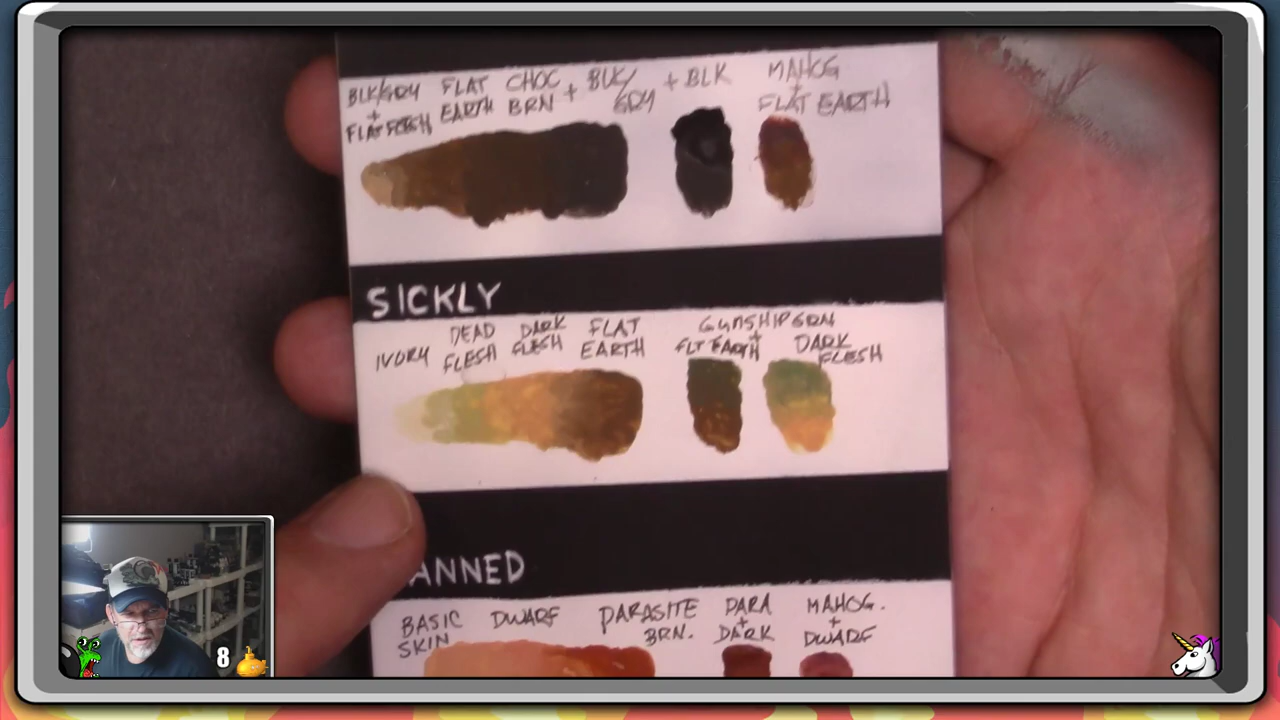 BLK/GRY
+
FLAT FLESH
FLAT
EARTH
CHOC
BRN
+
BLK/
GRY
+ BLK
MAHOG
+
FLAT EARTH
SICKLY
IVORY
DEAD
FLESH
DARK
FLESH
FLAT
EARTH
GUNSHIP GRN
+
FLT EARTH
DARK
FLESH
ANNED
BASIC
SKIN
DWARF
PARASITE
BRN.
PARA
+
DARK
MAHOG.
+
DWARF
8